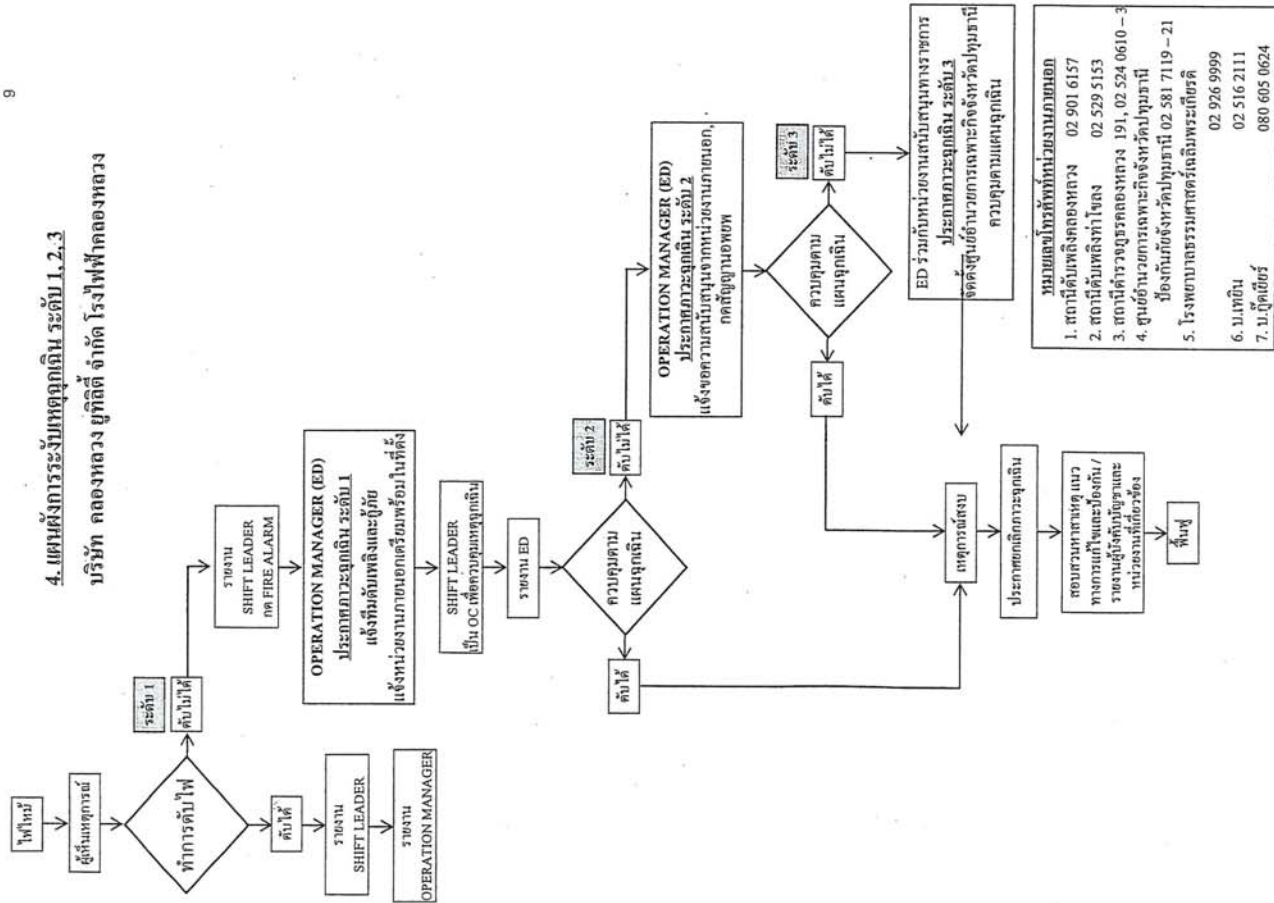 9
4. แผนผังการระงับเหตุฉุกเฉิน ระดับ 1, 2, 3
บริษัท คลองหลวง ยูทิลิตี้ จำกัด โรงไฟฟ้าคลองหลวง
ไฟไหม้
ผู้เห็นเหตุการณ์
ทำการดับไฟ
ระดับ 1
ดับไม่ได้
ดับได้
รายงาน
SHIFT LEADER
รายงาน
OPERATION MANAGER
รายงาน
SHIFT LEADER
กด FIRE ALARM
OPERATION MANAGER (ED)
ประกาศภาวะฉุกเฉิน ระดับ 1
แจ้งทีมดับเพลิงและกู้ภัย
แจ้งหน่วยงานภายนอกเตรียมพร้อมในที่ตั้ง
SHIFT LEADER
เป็น OC เพื่อควบคุมเหตุฉุกเฉิน
รายงาน ED
ควบคุมตาม
แผนฉุกเฉิน
ระดับ 2
ดับไม่ได้
ดับได้
OPERATION MANAGER (ED)
ประกาศภาวะฉุกเฉิน ระดับ 2
แจ้งขอความสนับสนุนจากหน่วยงานภายนอก,
กดสัญญานอพยพ
ควบคุมตาม
แผนฉุกเฉิน
ระดับ 3
ดับไม่ได้
ดับได้
ED ร่วมกับหน่วยงานสนับสนุนทางราชการ
ประกาศภาวะฉุกเฉิน ระดับ 3
จัดตั้งศูนย์อำนวยการเฉพาะกิจจังหวัดปทุมธานี
ควบคุมตามแผนฉุกเฉิน
เหตุการณ์สงบ
ประกาศยกเลิกภาวะฉุกเฉิน
สอบสวนหาสาเหตุ แนว
ทางการแก้ไขและป้องกัน /
รายงานผู้บังคับบัญชาและ
หน่วยงานที่เกี่ยวข้อง
ฟื้นฟู
หมายเลขโทรศัพท์หน่วยงานภายนอก
1. สถานีดับเพลิงคลองหลวง 02 901 6157
2. สถานีดับเพลิงท่าโขลง 02 529 5153
3. สถานีตำรวจภูธรคลองหลวง 191, 02 524 0610 – 3
4. ศูนย์อำนวยการเฉพาะกิจจังหวัดปทุมธานี
ป้องกันภัยจังหวัดปทุมธานี 02 581 7119 – 21
5. โรงพยาบาลธรรมศาสตร์เฉลิมพระเกียรติ
02 926 9999
6. บ.เทยิน 02 516 2111
7. บ.กู๊ดเยียร์ 080 605 0624